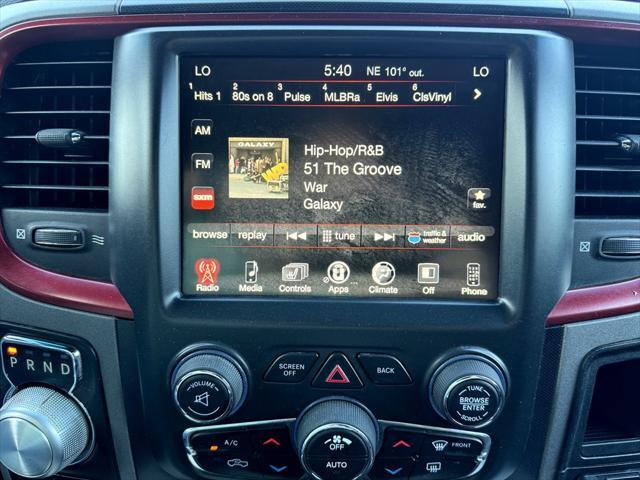 LO 5:40 NE 101° out. LO
1 Hits 1 2 80s on 8 3 Pulse 4 MLBRa 5 Elvis 6 ClsVinyl
AM
FM
sxm
GALAXY
Hip-Hop/R&B
51 The Groove
War
Galaxy
fav.
browse replay tune traffic & weather audio
Radio Media Controls Apps Climate Off Phone
P R N D
VOLUME
SCREEN OFF
BACK
TUNE
BROWSE
ENTER
SCROLL
A/C
OFF
AUTO
FRONT